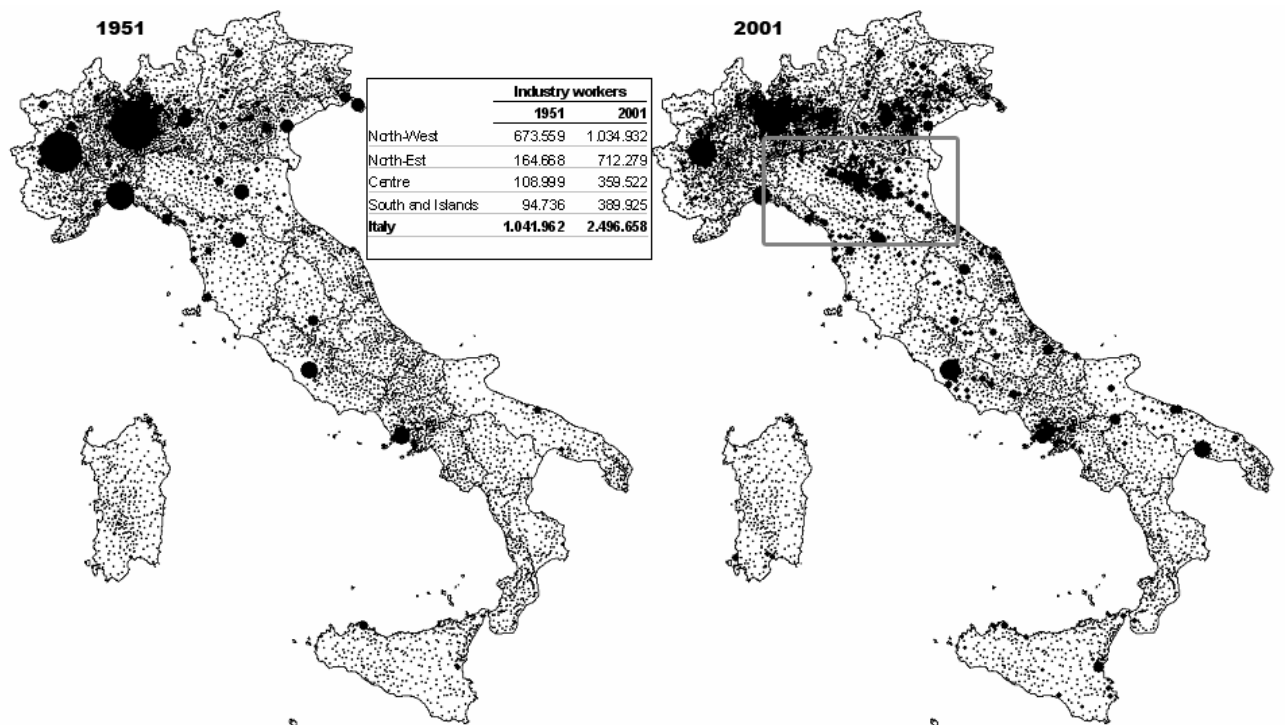 1951
2001
Industry workers
1951 2001
North-West 673.559 1.034.932
North-Est 164.668 712.279
Centre 108.999 359.522
South and Islands 94.736 389.925
Italy 1.041.962 2.496.658